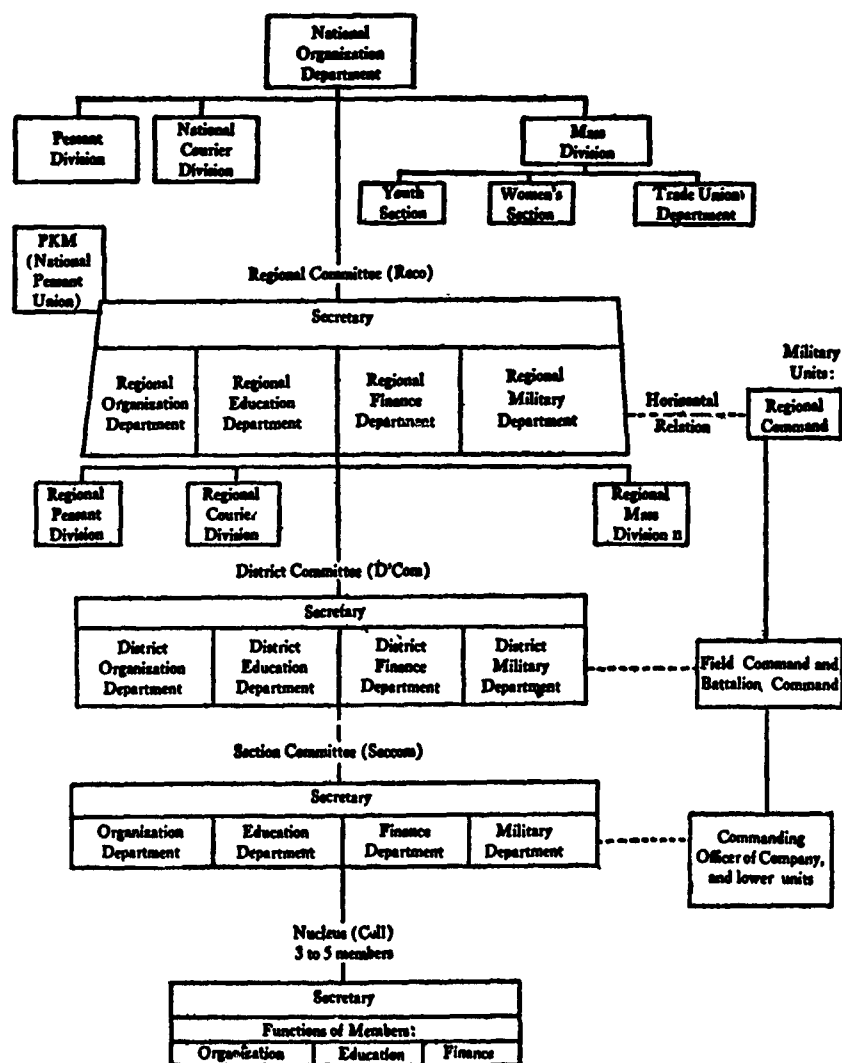 National
Organization
Department
Peasant
Division
National
Courier
Division
Mass
Division
Youth
Section
Women's
Section
Trade Union
Department
PKM
(National
Peasant
Union)
Regional Committee (Reco)
Secretary
Regional
Organization
Department
Regional
Education
Department
Regional
Finance
Department
Regional
Military
Department
Horizontal
Relation
Military
Units:
Regional
Command
Regional
Peasant
Division
Regional
Courier
Division
Regional
Mass
Division n
District Committee (D'Com)
Secretary
District
Organization
Department
District
Education
Department
District
Finance
Department
District
Military
Department
Field Command and
Battalion Command
Section Committee (Seccom)
Secretary
Organization
Department
Education
Department
Finance
Department
Military
Department
Commanding
Officer of Company,
and lower units
Nucleus (Cell)
3 to 5 members
Secretary
Functions of Members:
Organization
Education
Finance